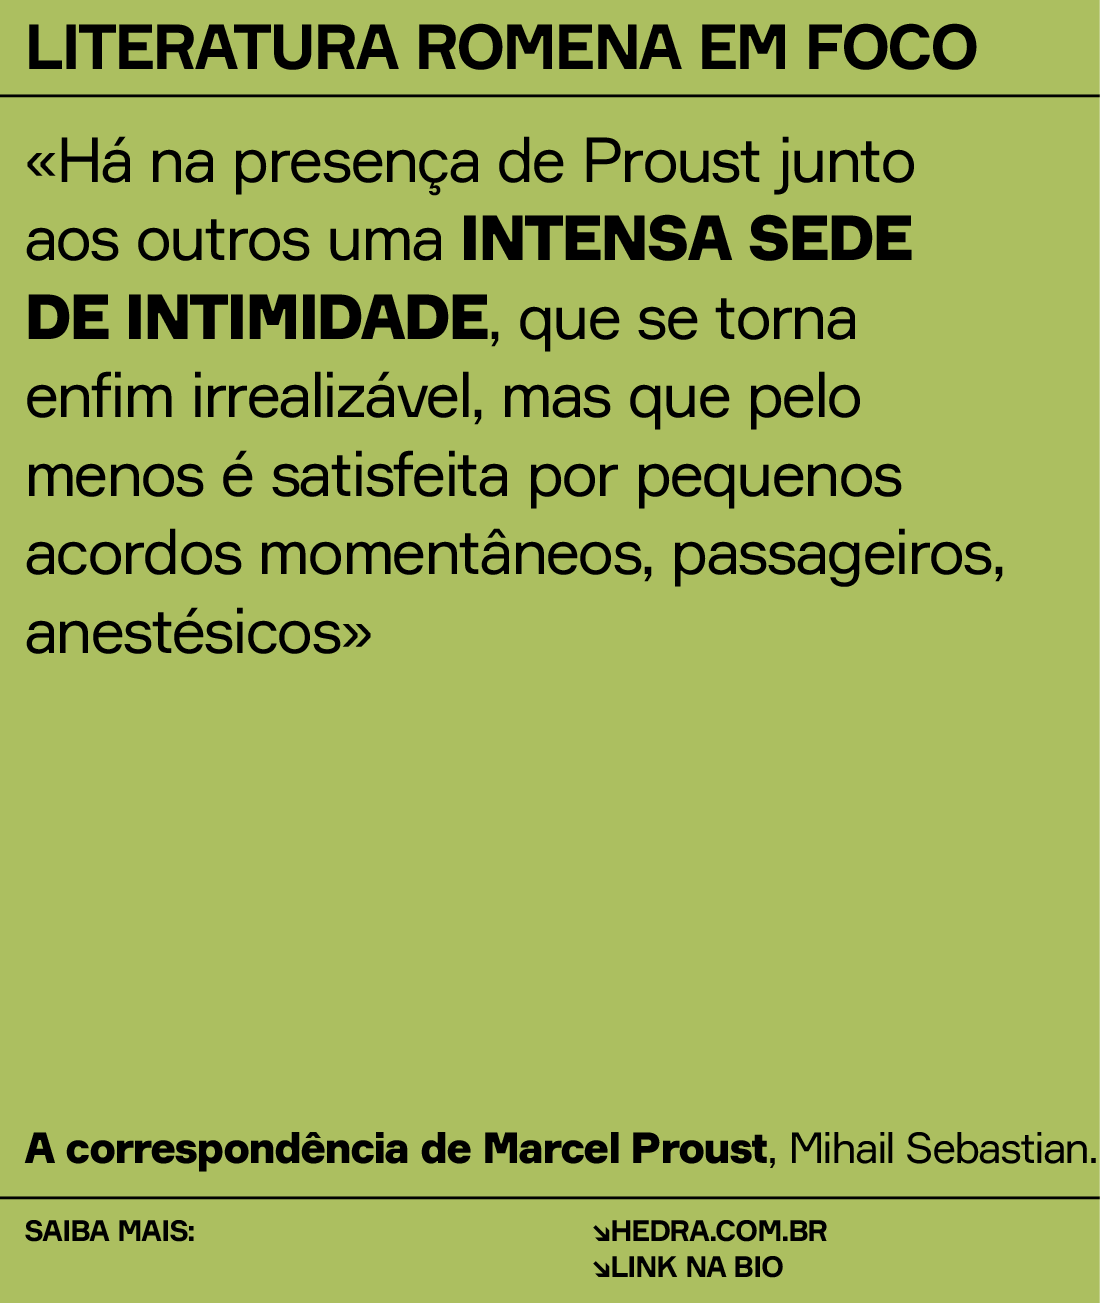 LITERATURA ROMENA EM FOCO
«Há na presença de Proust junto
aos outros uma INTENSA SEDE
DE INTIMIDADE, que se torna
enfim irrealizável, mas que pelo
menos é satisfeita por pequenos
acordos momentâneos, passageiros,
anestésicos»
A correspondência de Marcel Proust, Mihail Sebastian.
SAIBA MAIS:
↘HEDRA.COM.BR
↘LINK NA BIO